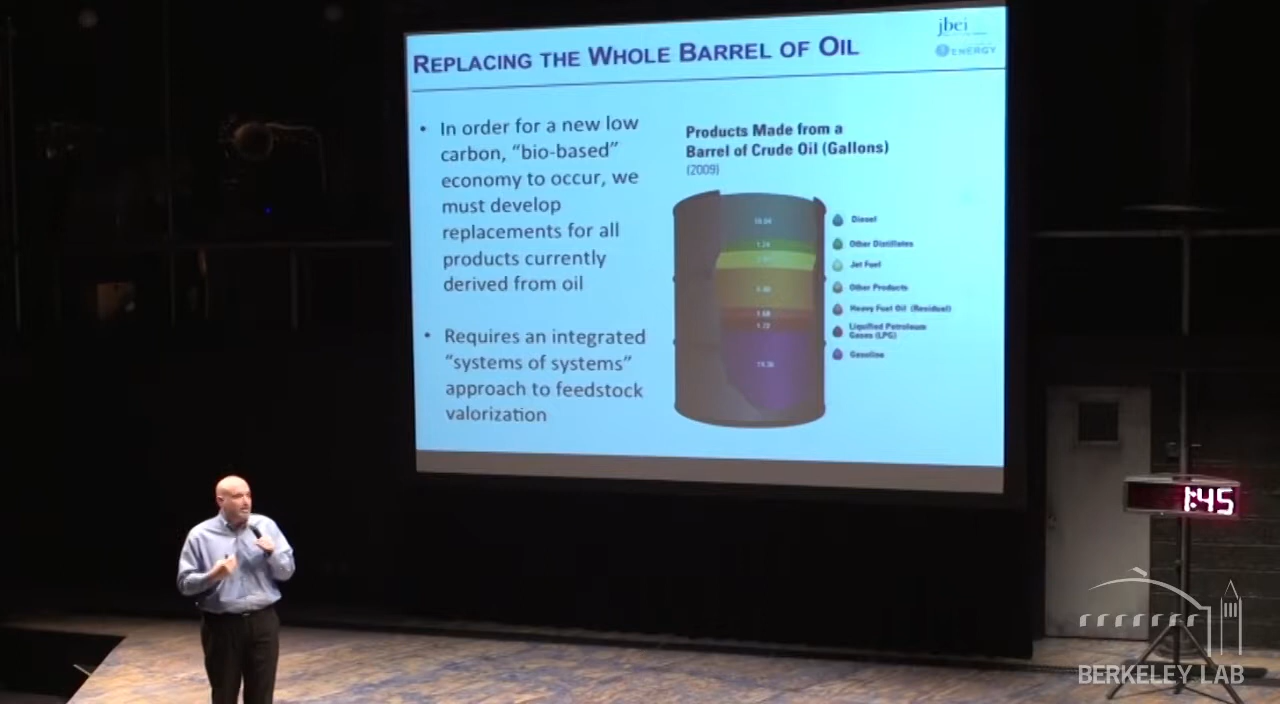 REPLACING THE WHOLE BARREL OF OIL
jbei
ENERGY
• In order for a new low
carbon, “bio-based”
economy to occur, we
must develop
replacements for all
products currently
derived from oil
• Requires an integrated
“systems of systems”
approach to feedstock
valorization
Products Made from a
Barrel of Crude Oil (Gallons)
(2009)
Diesel
Other Distillates
Jet Fuel
Other Products
Heavy Fuel Oil (Residual)
Liquified Petroleum
Gases (LPG)
Gasoline
1.24
1.68
1.72
1:45
BERKELEY LAB